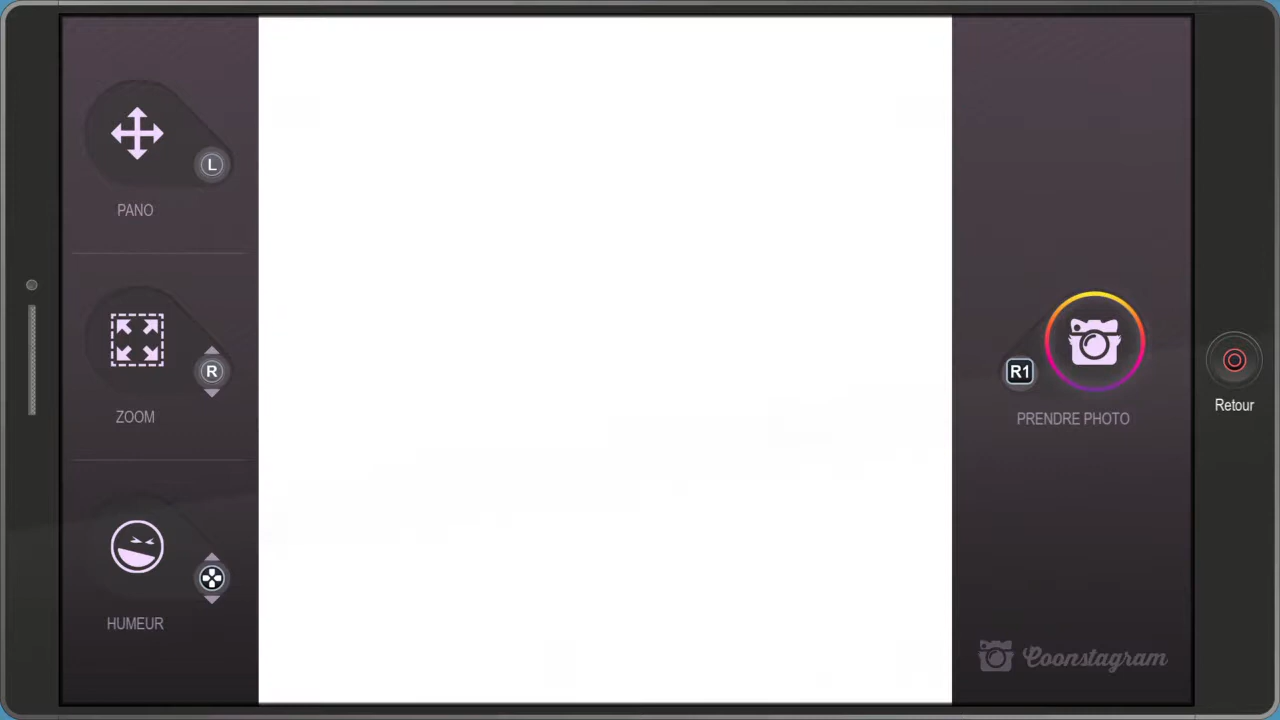 L
PANO
R
ZOOM
HUMEUR
R1
PRENDRE PHOTO
Retour
Coonstagram